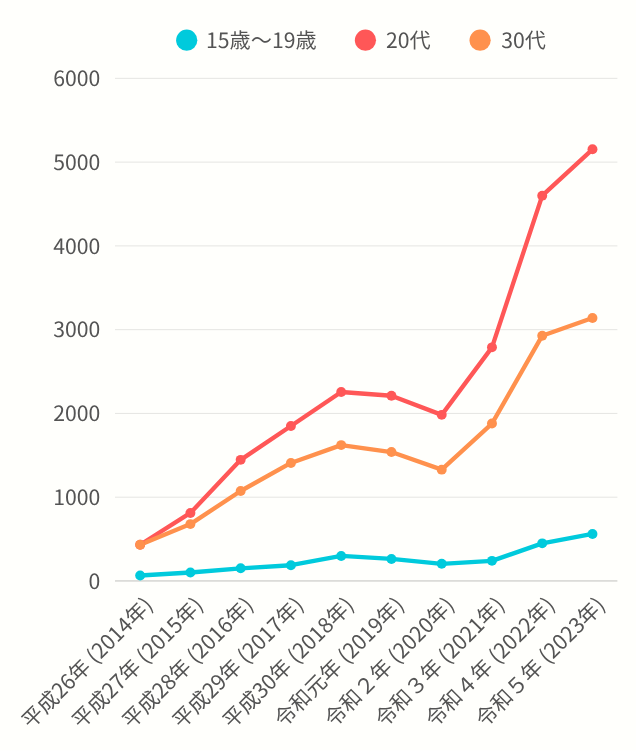 15歳〜19歳 20代 30代
6000
5000
4000
3000
2000
1000
0
平成26年 (2014年)
平成27年 (2015年)
平成28年 (2016年)
平成29年 (2017年)
平成30年 (2018年)
令和元年 (2019年)
令和２年 (2020年)
令和３年 (2021年)
令和４年 (2022年)
令和５年 (2023年)